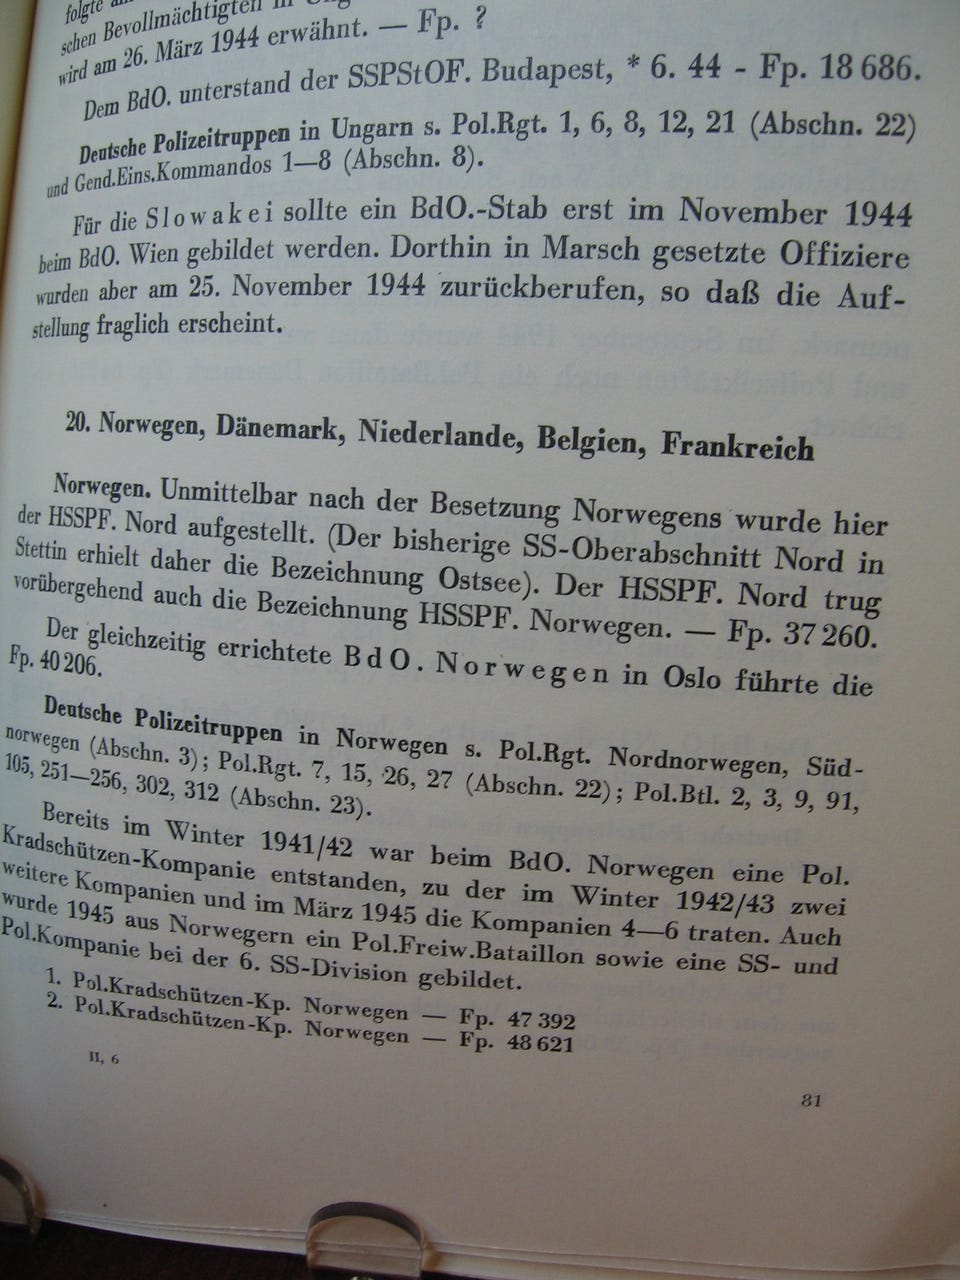 folgte
schen Bevollmächtigten in
wird am 26. März 1944 erwähnt. — Fp. ?
Dem BdO. unterstand der SSPStOF. Budapest, * 6. 44 - Fp. 18 686.
Deutsche Polizeitruppen in Ungarn s. Pol.Rgt. 1, 6, 8, 12, 21 (Abschn. 22)
und Gend.Eins.Kommandos 1—8 (Abschn. 8).
Für die Slowakei sollte ein BdO.-Stab erst im November 1944
beim BdO. Wien gebildet werden. Dorthin in Marsch gesetzte Offiziere
wurden aber am 25. November 1944 zurückberufen, so daß die Auf-
stellung fraglich erscheint.
20. Norwegen, Dänemark, Niederlande, Belgien, Frankreich
Norwegen. Unmittelbar nach der Besetzung Norwegens wurde hier
der HSSPF. Nord aufgestellt. (Der bisherige SS-Oberabschnitt Nord in
Stettin erhielt daher die Bezeichnung Ostsee). Der HSSPF. Nord trug
vorübergehend auch die Bezeichnung HSSPF. Norwegen. — Fp. 37 260.
Der gleichzeitig errichtete BdO. Norwegen in Oslo führte die
Fp. 40 206.
Deutsche Polizeitruppen in Norwegen s. Pol.Rgt. Nordnorwegen, Süd-
norwegen (Abschn. 3); Pol.Rgt. 7, 15, 26, 27 (Abschn. 22); Pol.Btl. 2, 3, 9, 91,
105, 251—256, 302, 312 (Abschn. 23).
Bereits im Winter 1941/42 war beim BdO. Norwegen eine Pol.
Kradschützen-Kompanie entstanden, zu der im Winter 1942/43 zwei
weitere Kompanien und im März 1945 die Kompanien 4—6 traten. Auch
wurde 1945 aus Norwegern ein Pol.Freiw.Bataillon sowie eine SS- und
Pol.Kompanie bei der 6. SS-Division gebildet.
1. Pol.Kradschützen-Kp. Norwegen — Fp. 47 392
2. Pol.Kradschützen-Kp. Norwegen — Fp. 48 621
II, 6
81